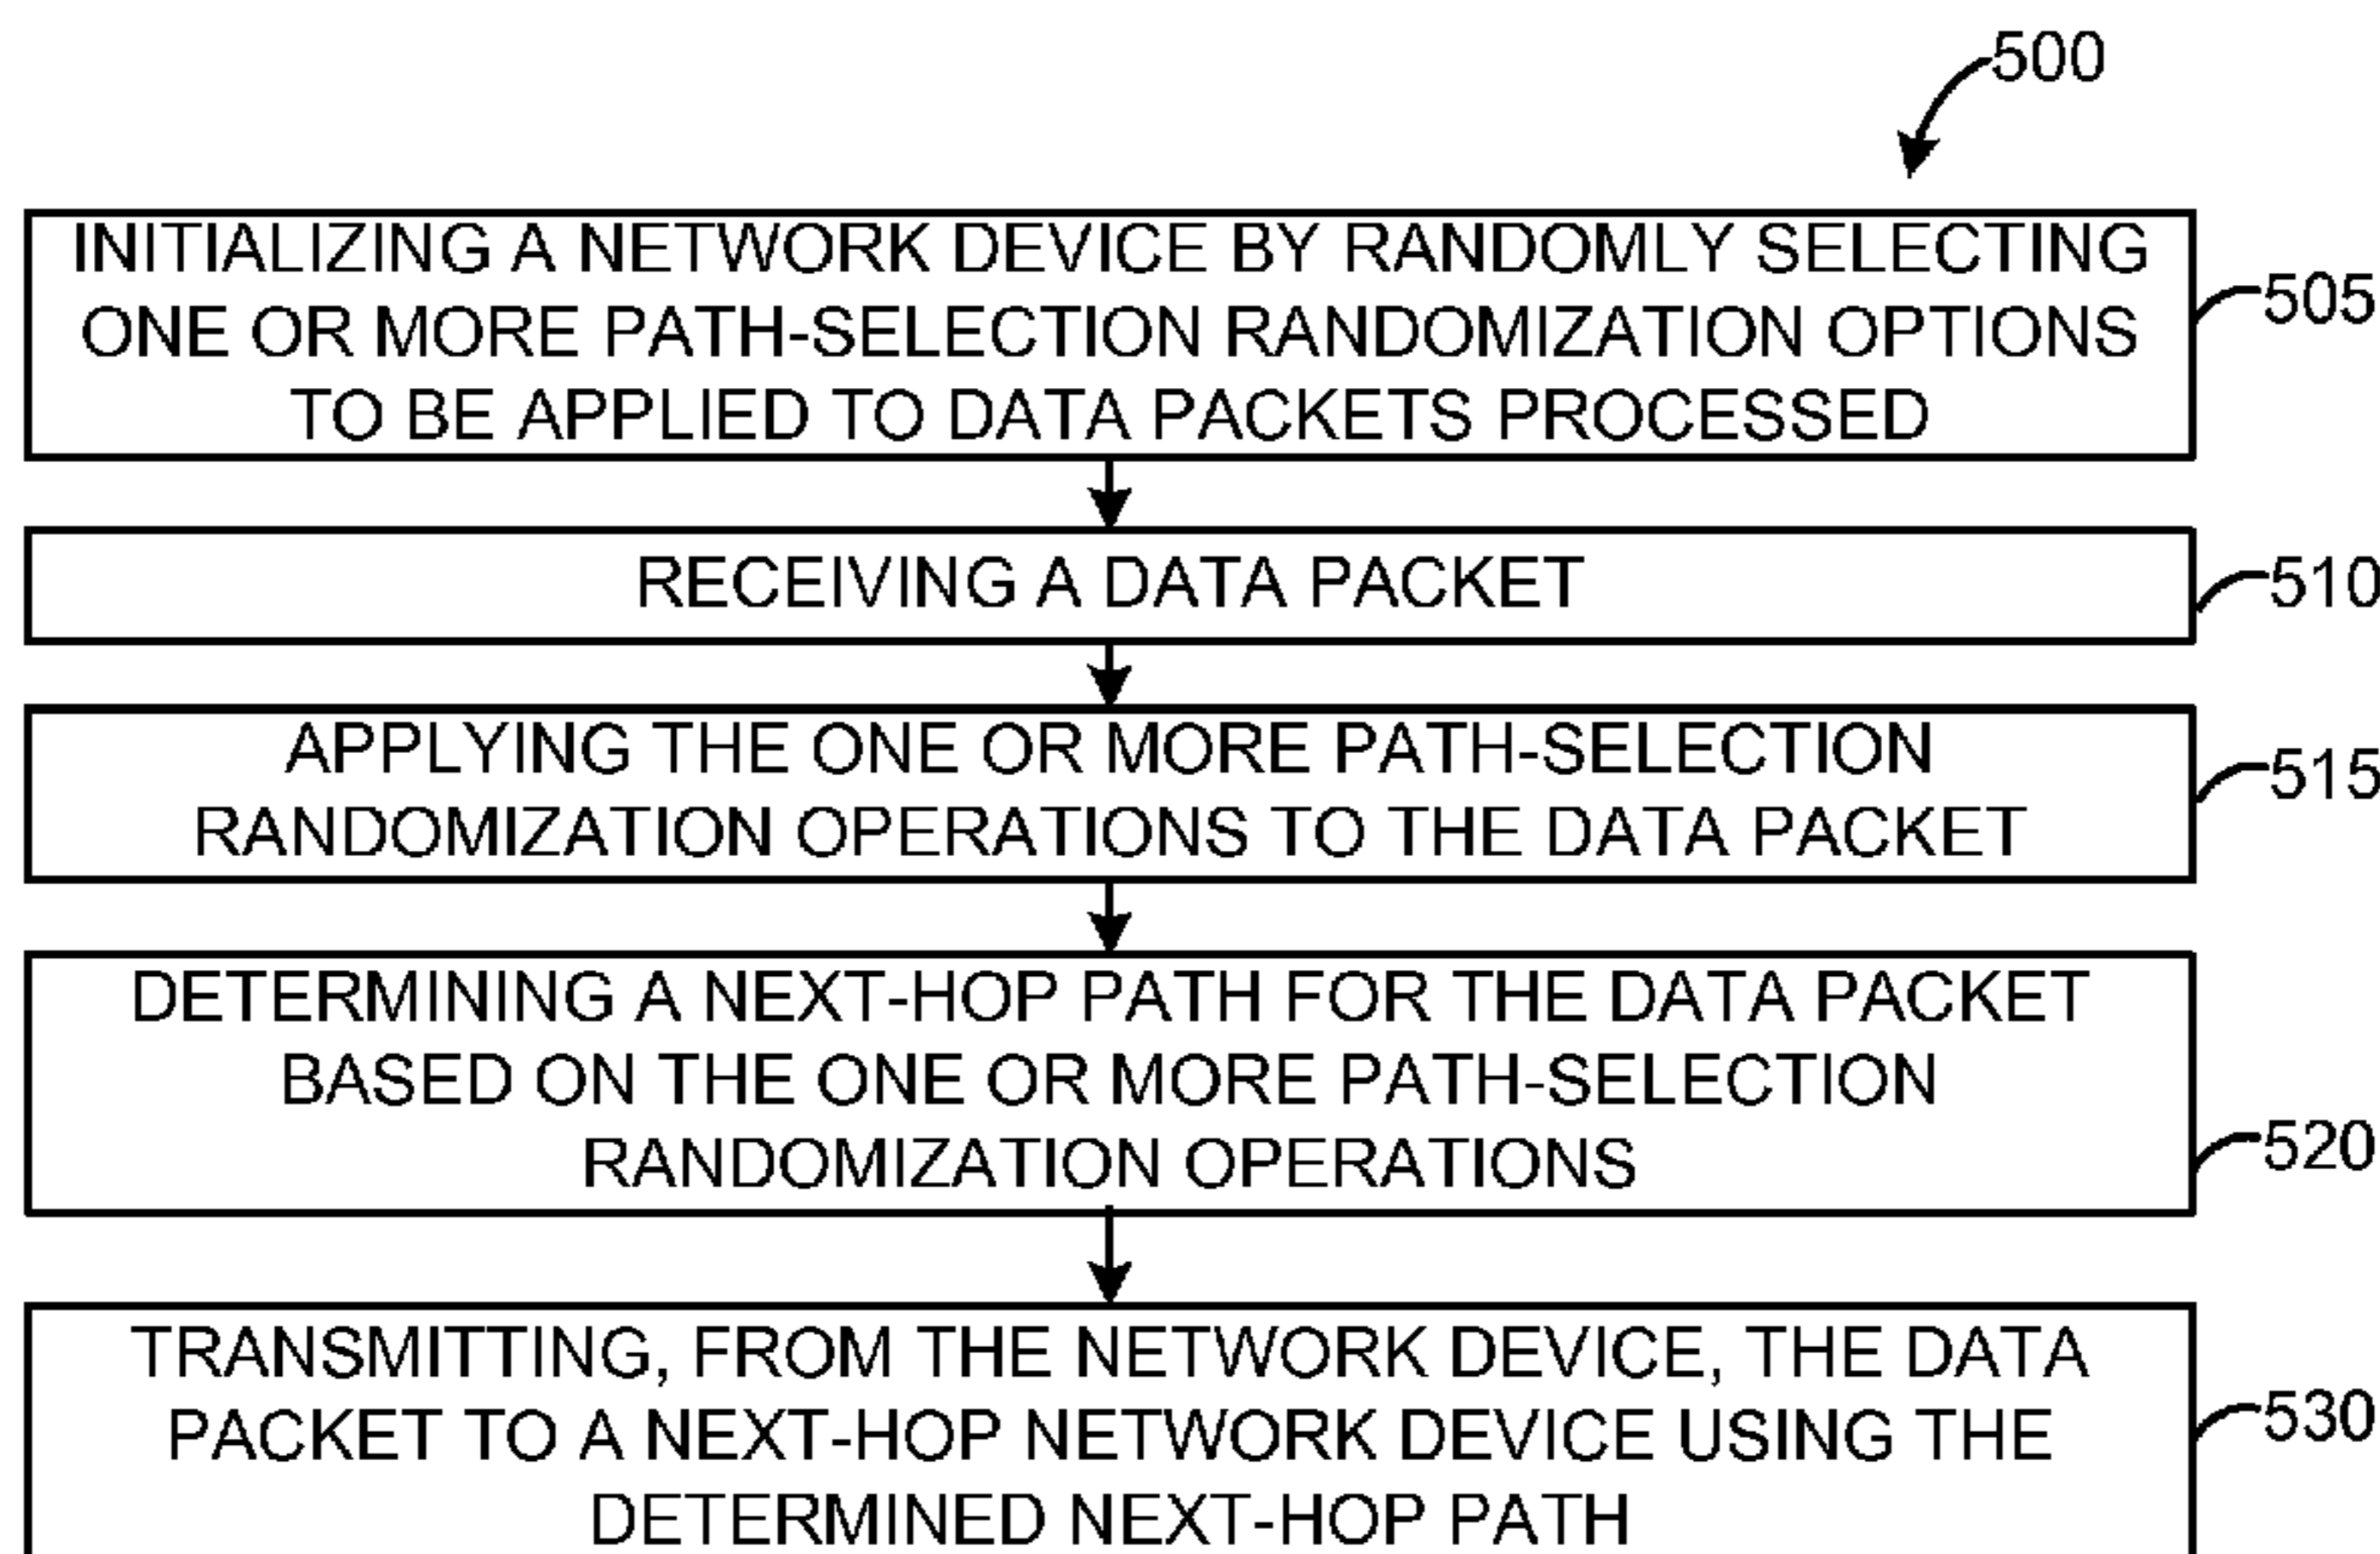 500
INITIALIZING A NETWORK DEVICE BY RANDOMLY SELECTING
ONE OR MORE PATH-SELECTION RANDOMIZATION OPTIONS
TO BE APPLIED TO DATA PACKETS PROCESSED
505
RECEIVING A DATA PACKET
510
APPLYING THE ONE OR MORE PATH-SELECTION
RANDOMIZATION OPERATIONS TO THE DATA PACKET
515
DETERMINING A NEXT-HOP PATH FOR THE DATA PACKET
BASED ON THE ONE OR MORE PATH-SELECTION
RANDOMIZATION OPERATIONS
520
TRANSMITTING, FROM THE NETWORK DEVICE, THE DATA
PACKET TO A NEXT-HOP NETWORK DEVICE USING THE
DETERMINED NEXT-HOP PATH
530